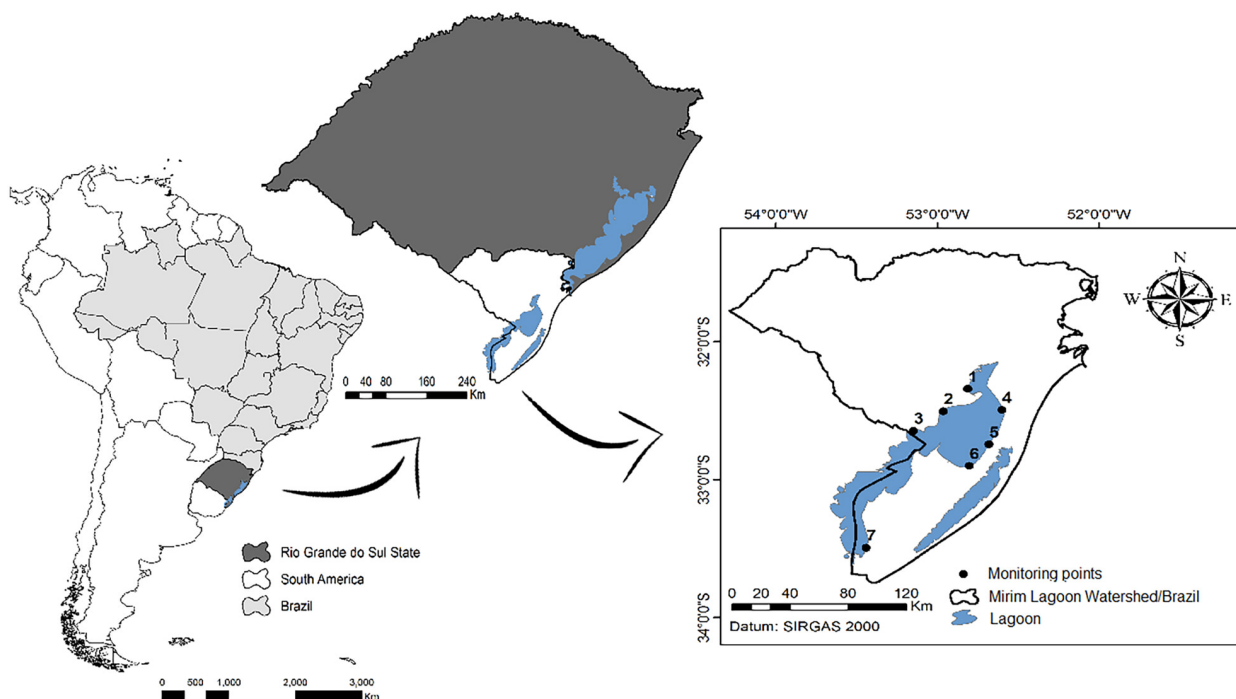 Rio Grande do Sul State
South America
Brazil
0 500 1,000 2,000 3,000
Km
0 40 80 160 240
Km
54°0'0"W 53°0'0"W 52°0'0"W
32°0'0"S
33°0'0"S
34°0'0"S
N
W E
S
1
2
3
4
5
6
7
Monitoring points
Mirim Lagoon Watershed/Brazil
Lagoon
0 20 40 80 120
Km
Datum: SIRGAS 2000